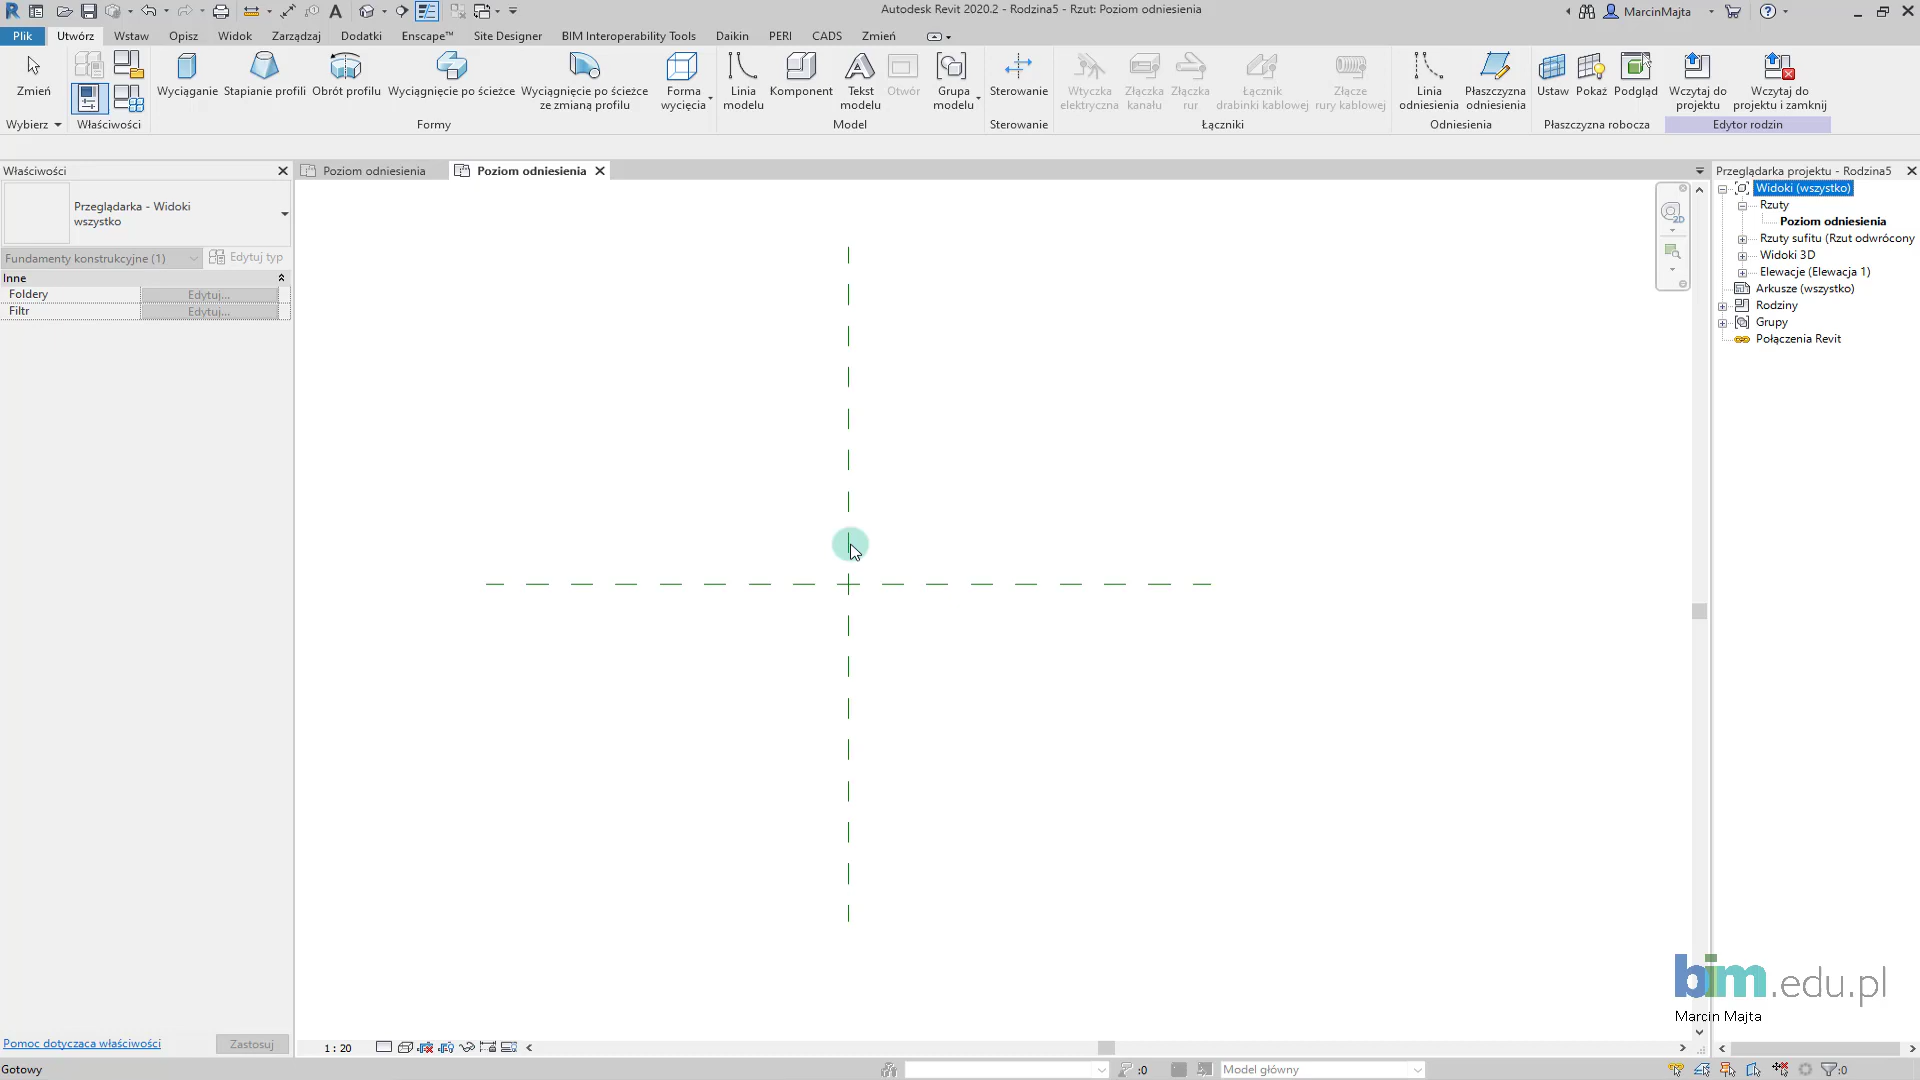 Autodesk Revit 2020.2 - Rodzina5 - Rzut: Poziom odniesienia
MarcinMajta
Plik
Utwórz
Wstaw
Opisz
Widok
Zarządzaj
Dodatki
Enscape™
Site Designer
BIM Interoperability Tools
Daikin
PERI
CADS
Zmień
Zmień
Wyciąganie
Stapianie profili
Obrót profilu
Wyciągnięcie po ścieżce
Wyciągnięcie po ścieżce
ze zmianą profilu
Forma
wycięcia
Linia
modelu
Komponent
Tekst
modelu
Otwór
Grupa
modelu
Sterowanie
Wtyczka
elektryczna
Złączka
kanału
Złączka
rur
Łącznik
drabinki kablowej
Złącze
rury kablowej
Linia
odniesienia
Płaszczyzna
odniesienia
Ustaw
Pokaż
Podgląd
Wczytaj do
projektu
Wczytaj do
projektu i zamknij
Wybierz
Właściwości
Formy
Model
Sterowanie
Łączniki
Odniesienia
Płaszczyzna robocza
Edytor rodzin
Właściwości
Przeglądarka - Widoki
wszystko
Fundamenty konstrukcyjne (1)
Edytuj typ
Inne
Foldery
Edytuj...
Filtr
Edytuj...
Pomoc dotycząca właściwości
Zastosuj
Poziom odniesienia
Poziom odniesienia
2D
Przeglądarka projektu - Rodzina5
Widoki (wszystko)
Rzuty
Poziom odniesienia
Rzuty sufitu (Rzut odwrócony
Widoki 3D
Elewacje (Elewacja 1)
Arkusze (wszystko)
Rodziny
Grupy
Połączenia Revit
bim.edu.pl
Marcin Majta
1 : 20
Gotowy
:0
Model główny
:0